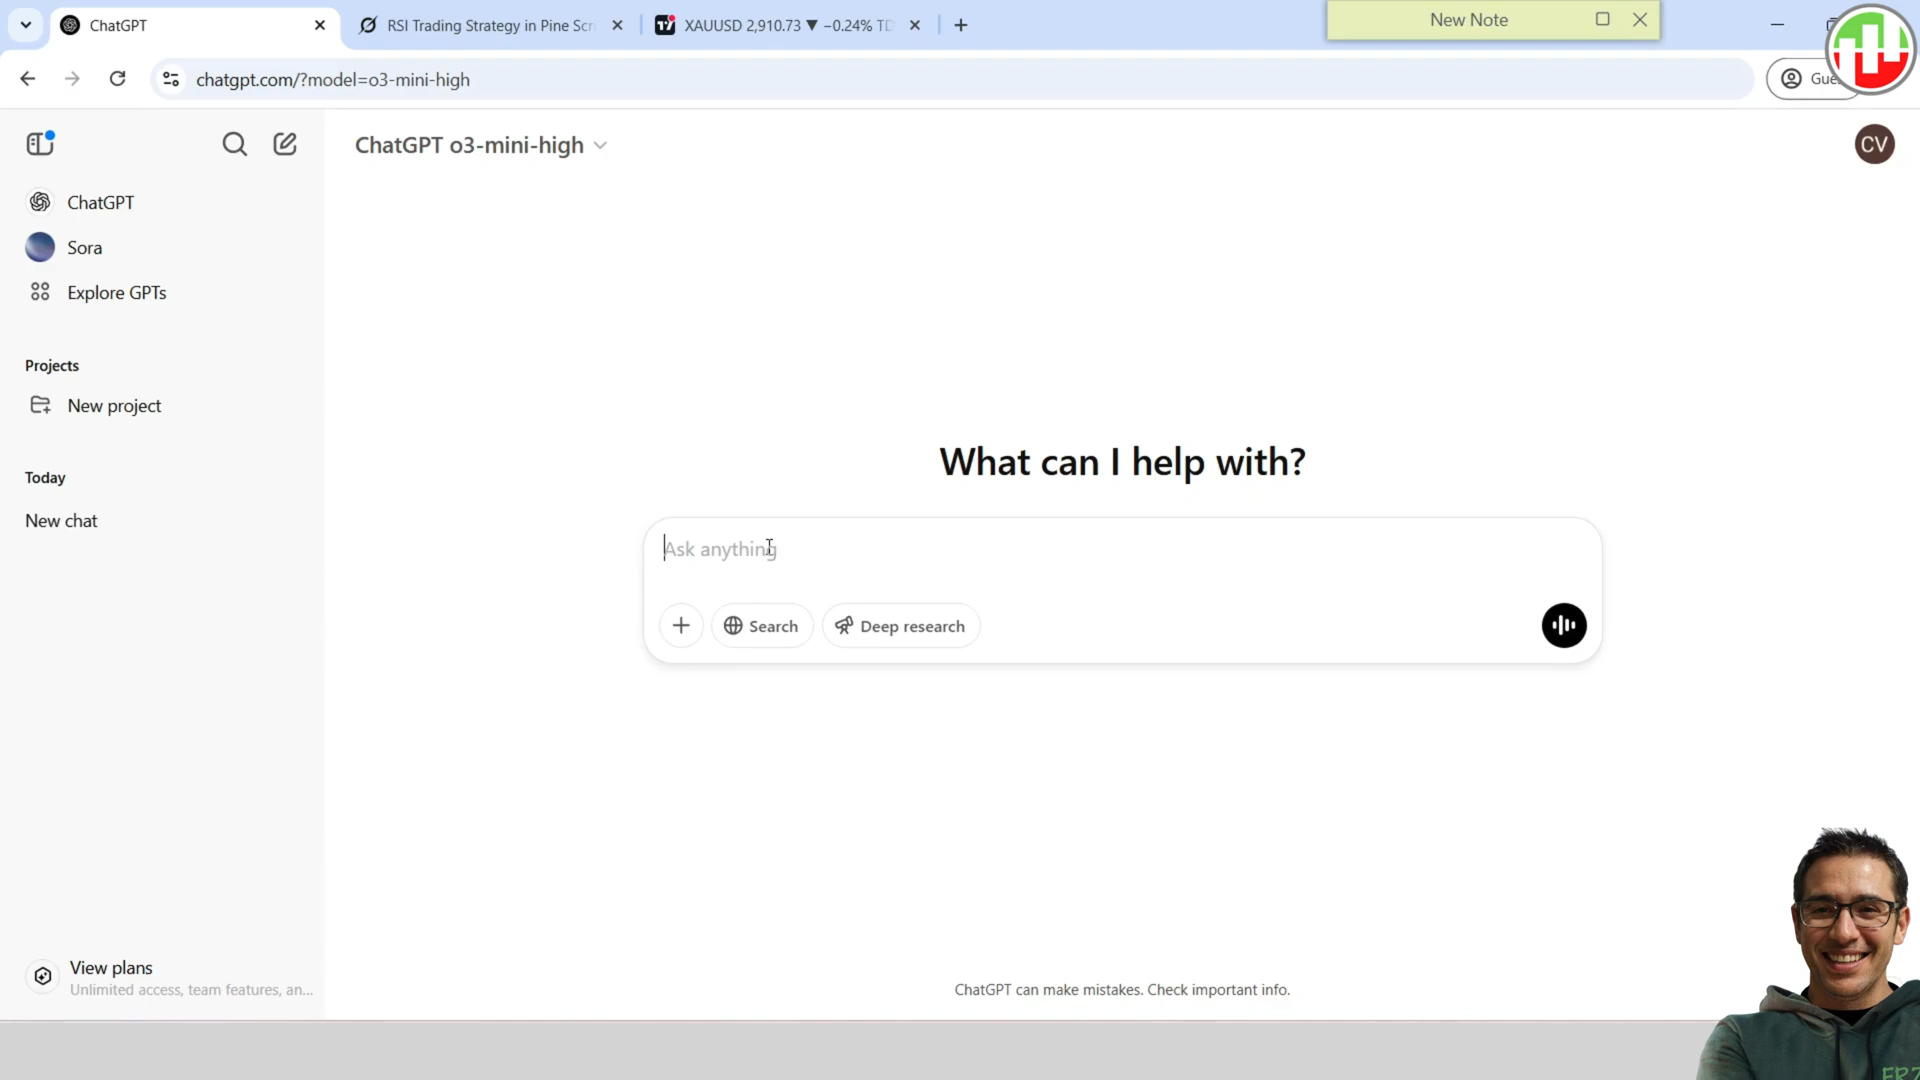 ChatGPT
RSI Trading Strategy in Pine Scr
XAUUSD 2,910.73 ▼ −0.24% TD
New Note
chatgpt.com/?model=o3-mini-high
Gue
ChatGPT o3-mini-high
CV
ChatGPT
Sora
Explore GPTs
Projects
New project
Today
New chat
What can I help with?
Ask anything
Search
Deep research
View plans
Unlimited access, team features, an...
ChatGPT can make mistakes. Check important info.